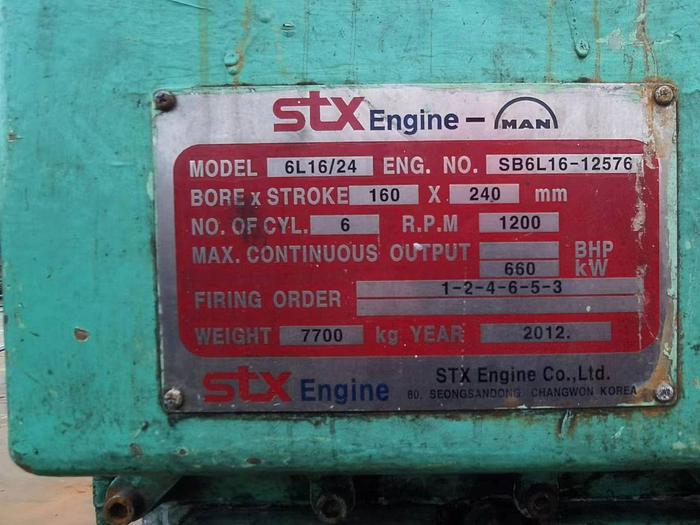 STX Engine - MAN
MODEL 6L16/24 ENG. NO. SB6L16-12576
BORE x STROKE 160 X 240 mm
NO. OF CYL. 6 R.P.M 1200
MAX. CONTINUOUS OUTPUT BHP
660 kW
FIRING ORDER 1-2-4-6-5-3
WEIGHT 7700 kg YEAR 2012.
STX Engine STX Engine Co.,Ltd.
80. SEONGSANDONG CHANGWON KOREA